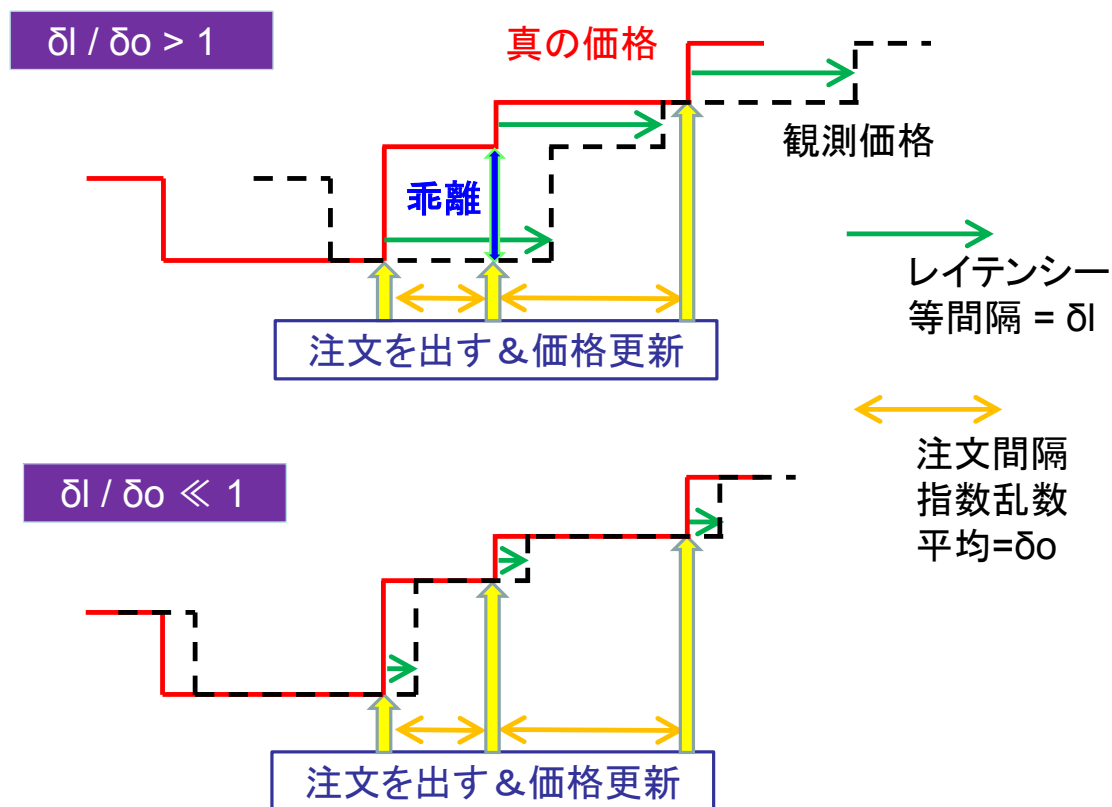 δl / δo > 1
真の価格
観測価格
乖離
レイテンシー
等間隔 = δl
注文を出す＆価格更新
δl / δo ≪ 1
注文間隔
指数乱数
平均=δo
注文を出す＆価格更新